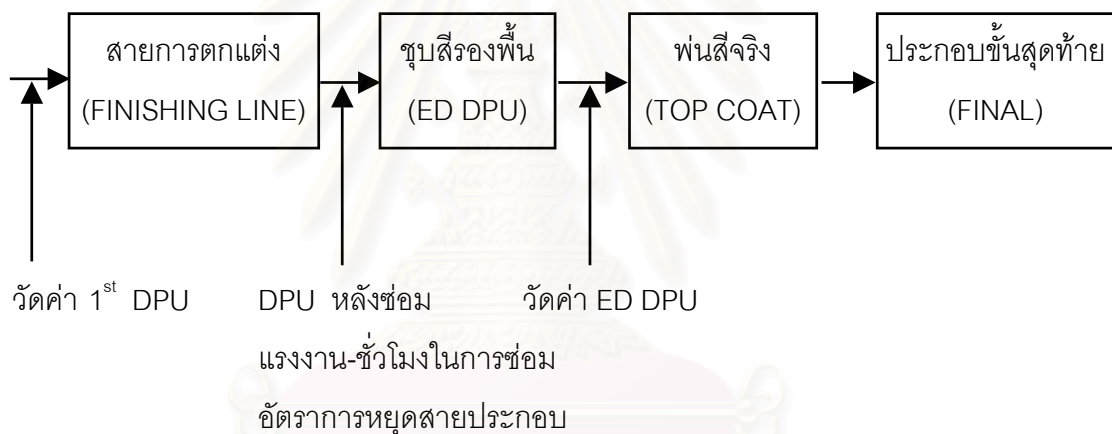 สายการตกแต่ง
(FINISHING LINE)
ชุบสีรองพื้น
(ED DPU)
พ่นสีจริง
(TOP COAT)
ประกอบขั้นสุดท้าย
(FINAL)
วัดค่า 1st DPU
DPU หลังซ่อม
แรงงาน-ชั่วโมงในการซ่อม
อัตราการหยุดสายประกอบ
วัดค่า ED DPU